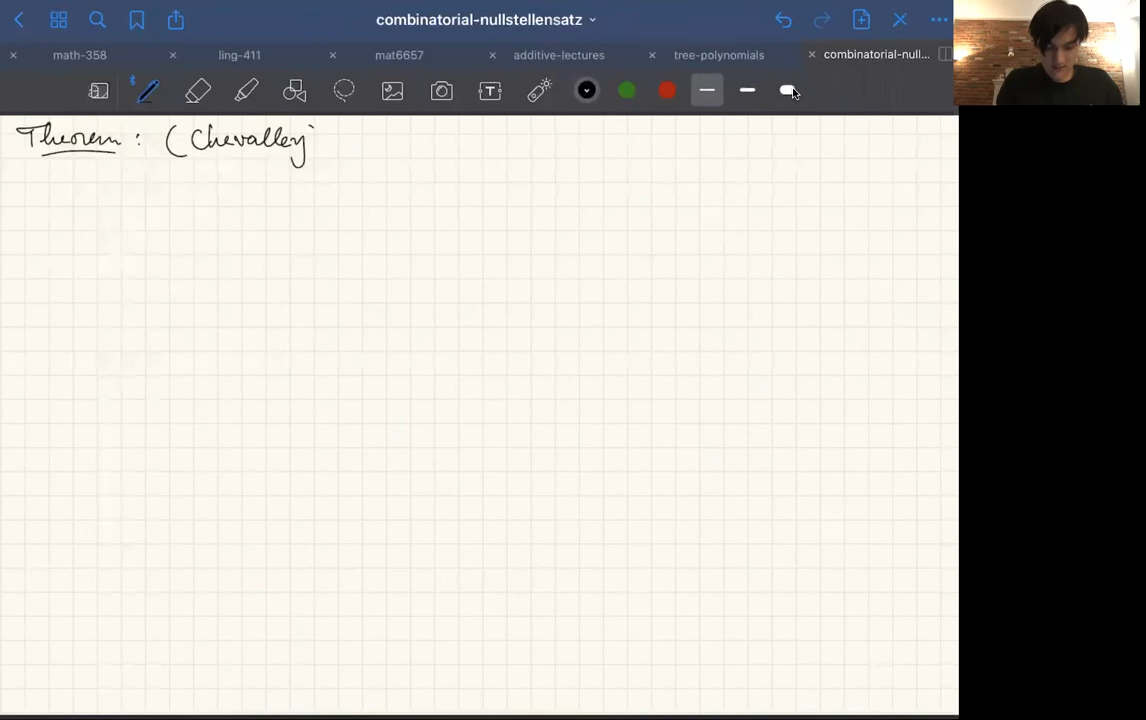 combinatorial-nullstellensatz
math-358
ling-411
mat6657
additive-lectures
tree-polynomials
combinatorial-null...
Theorem : (Chevalley